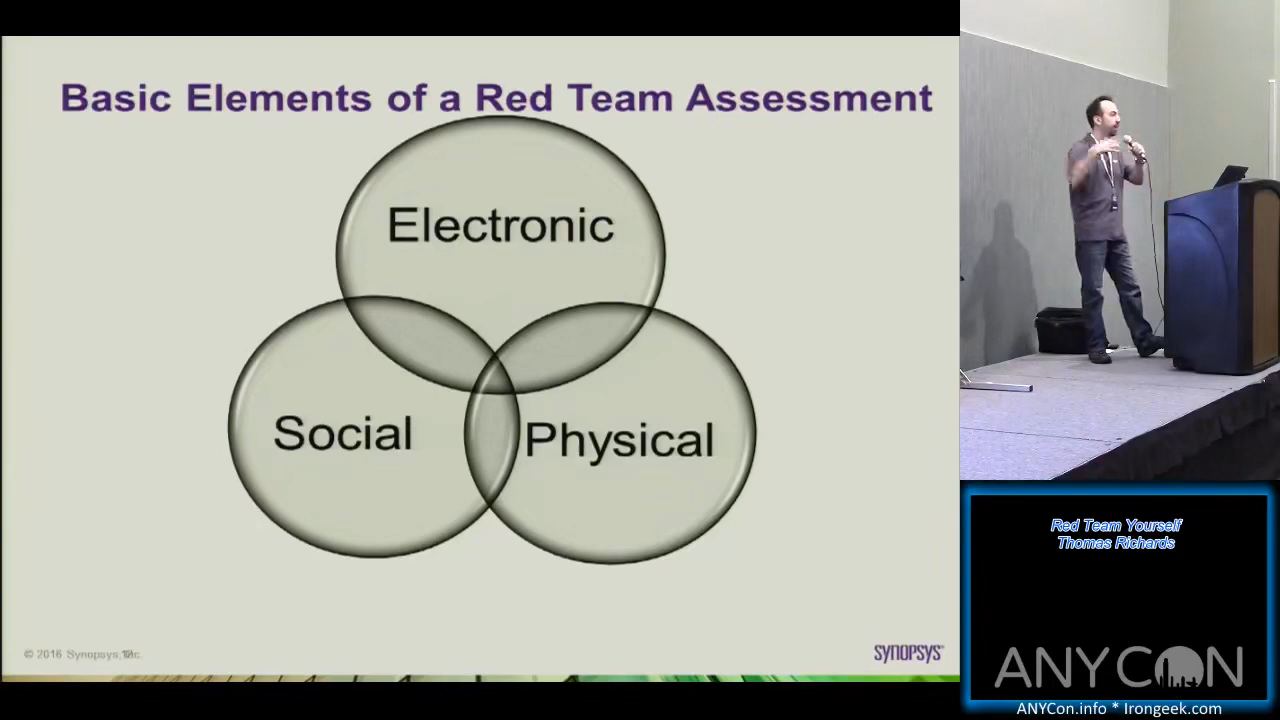 Basic Elements of a Red Team Assessment
Electronic
Social
Physical
© 2016 Synopsys, Inc.
SYNOPSYS®
Red Team Yourself
Thomas Richards
ANYCON
ANYCon.info * Irongeek.com